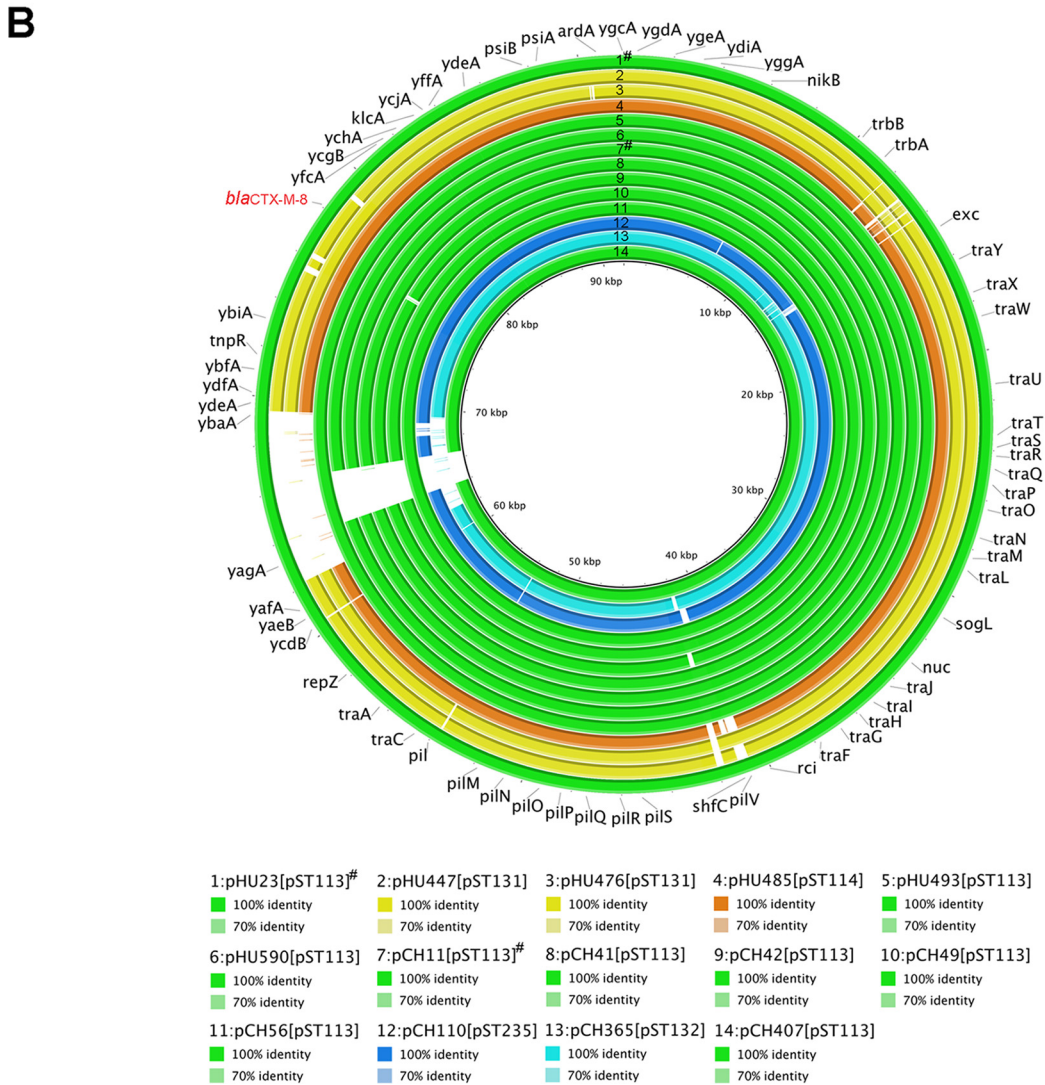 B
ygcA
ygdA
ygeA
ydiA
yggA
nikB
trbB
trbA
exc
traY
traX
traW
traU
traT
traS
traR
traQ
traP
traO
traN
traM
traL
sogL
nuc
traJ
traI
traH
traG
traF
rci
pilV
shfC
pilS
pilR
pilQ
pilP
pilO
pilN
pilM
pil
traC
traA
repZ
ycdB
yaeB
yafA
yagA
ybaA
ydeA
ydfA
ybfA
tnpR
ybiA
blaCTX-M-8
yfcA
ycgB
ychA
klcA
ycjA
yffA
ydeA
psiB
psiA
ardA
1#
2
3
4
5
6
7#
8
9
10
11
12
13
14
90 kbp
10 kbp
20 kbp
30 kbp
40 kbp
50 kbp
60 kbp
70 kbp
80 kbp
1:pHU23[pST113]# 2:pHU447[pST131] 3:pHU476[pST131] 4:pHU485[pST114] 5:pHU493[pST113]
100% identity 100% identity 100% identity 100% identity 100% identity
70% identity 70% identity 70% identity 70% identity 70% identity
6:pHU590[pST113] 7:pCH11[pST113]# 8:pCH41[pST113] 9:pCH42[pST113] 10:pCH49[pST113]
100% identity 100% identity 100% identity 100% identity 100% identity
70% identity 70% identity 70% identity 70% identity 70% identity
11:pCH56[pST113] 12:pCH110[pST235] 13:pCH365[pST132] 14:pCH407[pST113]
100% identity 100% identity 100% identity 100% identity
70% identity 70% identity 70% identity 70% identity